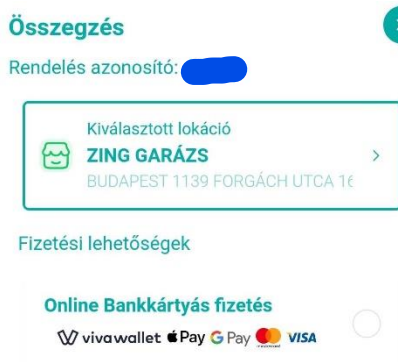 Összegzés
Rendelés azonosító:
Kiválasztott lokáció
ZING GARÁZS
BUDAPEST 1139 FORGÁCH UTCA 16
Fizetési lehetőségek
Online Bankkártyás fizetés
vivawallet Pay G Pay VISA